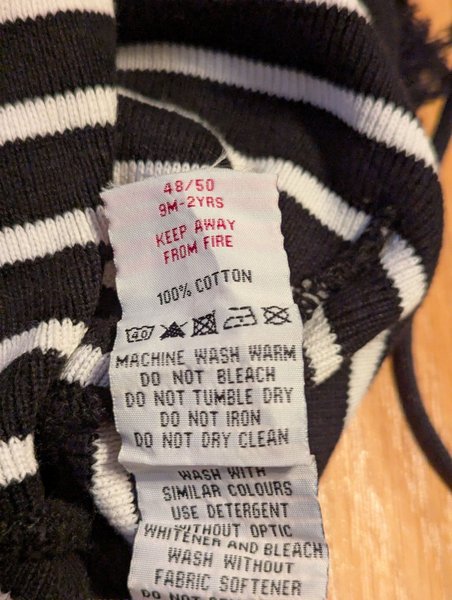 48/50
9M-2YRS
KEEP AWAY
FROM FIRE
100% COTTON
40
MACHINE WASH WARM
DO NOT BLEACH
DO NOT TUMBLE DRY
DO NOT IRON
DO NOT DRY CLEAN
WASH WITH
SIMILAR COLOURS
USE DETERGENT
WITHOUT OPTIC
WHITENER AND BLEACH
WASH WITHOUT
FABRIC SOFTENER
DO NOT